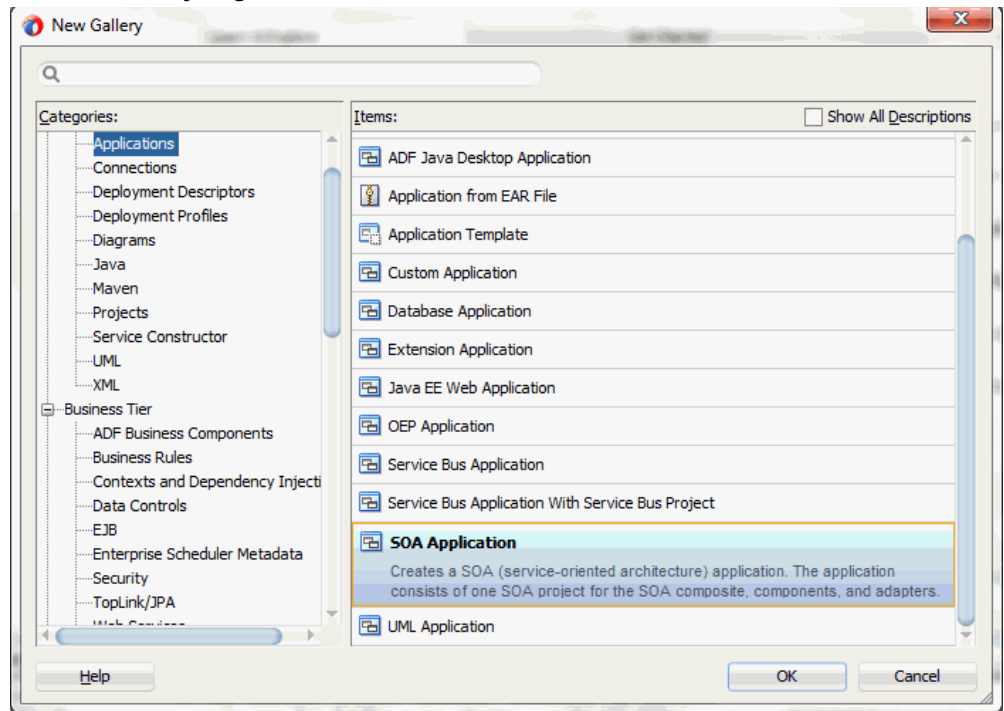 New Gallery
Categories:
Applications
Connections
Deployment Descriptors
Deployment Profiles
Diagrams
Java
Maven
Projects
Service Constructor
UML
XML
Business Tier
ADF Business Components
Business Rules
Contexts and Dependency Injecti
Data Controls
EJB
Enterprise Scheduler Metadata
Security
TopLink/JPA
Items:
Show All Descriptions
ADF Java Desktop Application
Application from EAR File
Application Template
Custom Application
Database Application
Extension Application
Java EE Web Application
OEP Application
Service Bus Application
Service Bus Application With Service Bus Project
SOA Application
Creates a SOA (service-oriented architecture) application. The application
consists of one SOA project for the SOA composite, components, and adapters.
UML Application
Help
OK
Cancel